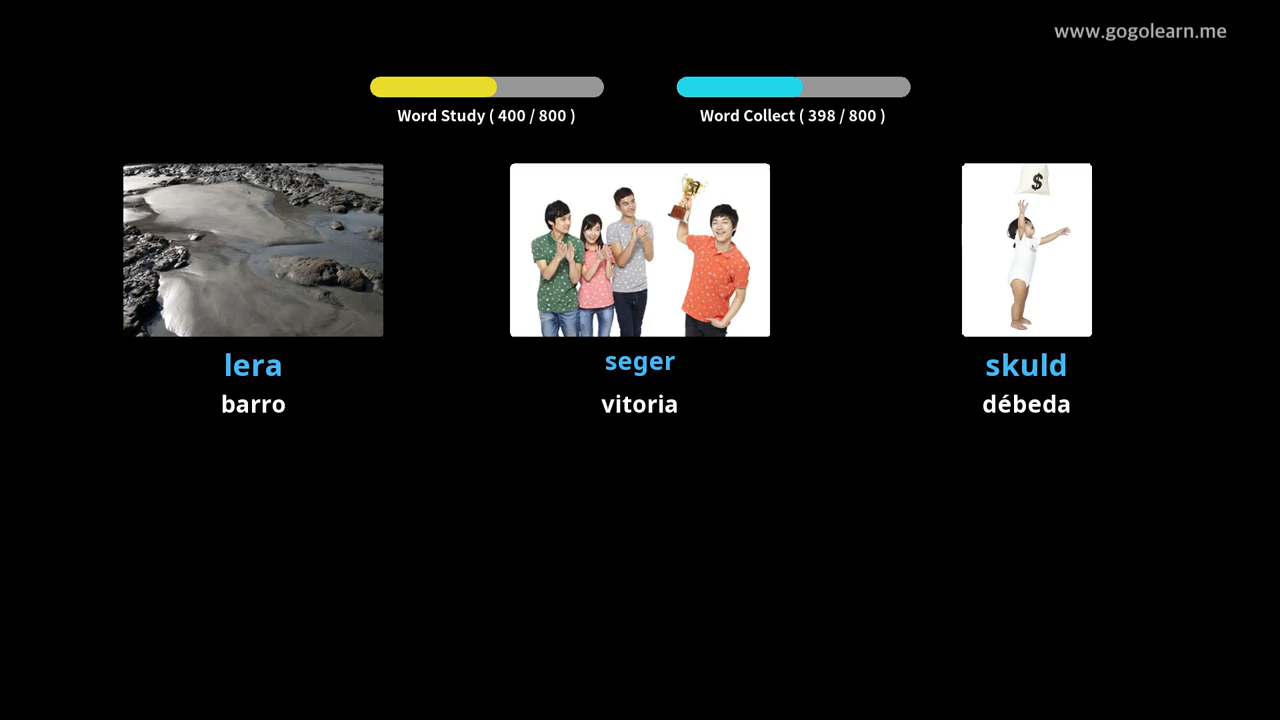 www.gogolearn.me
Word Study ( 400 / 800 )
Word Collect ( 398 / 800 )
$
lera
seger
skuld
barro
vitoria
débeda